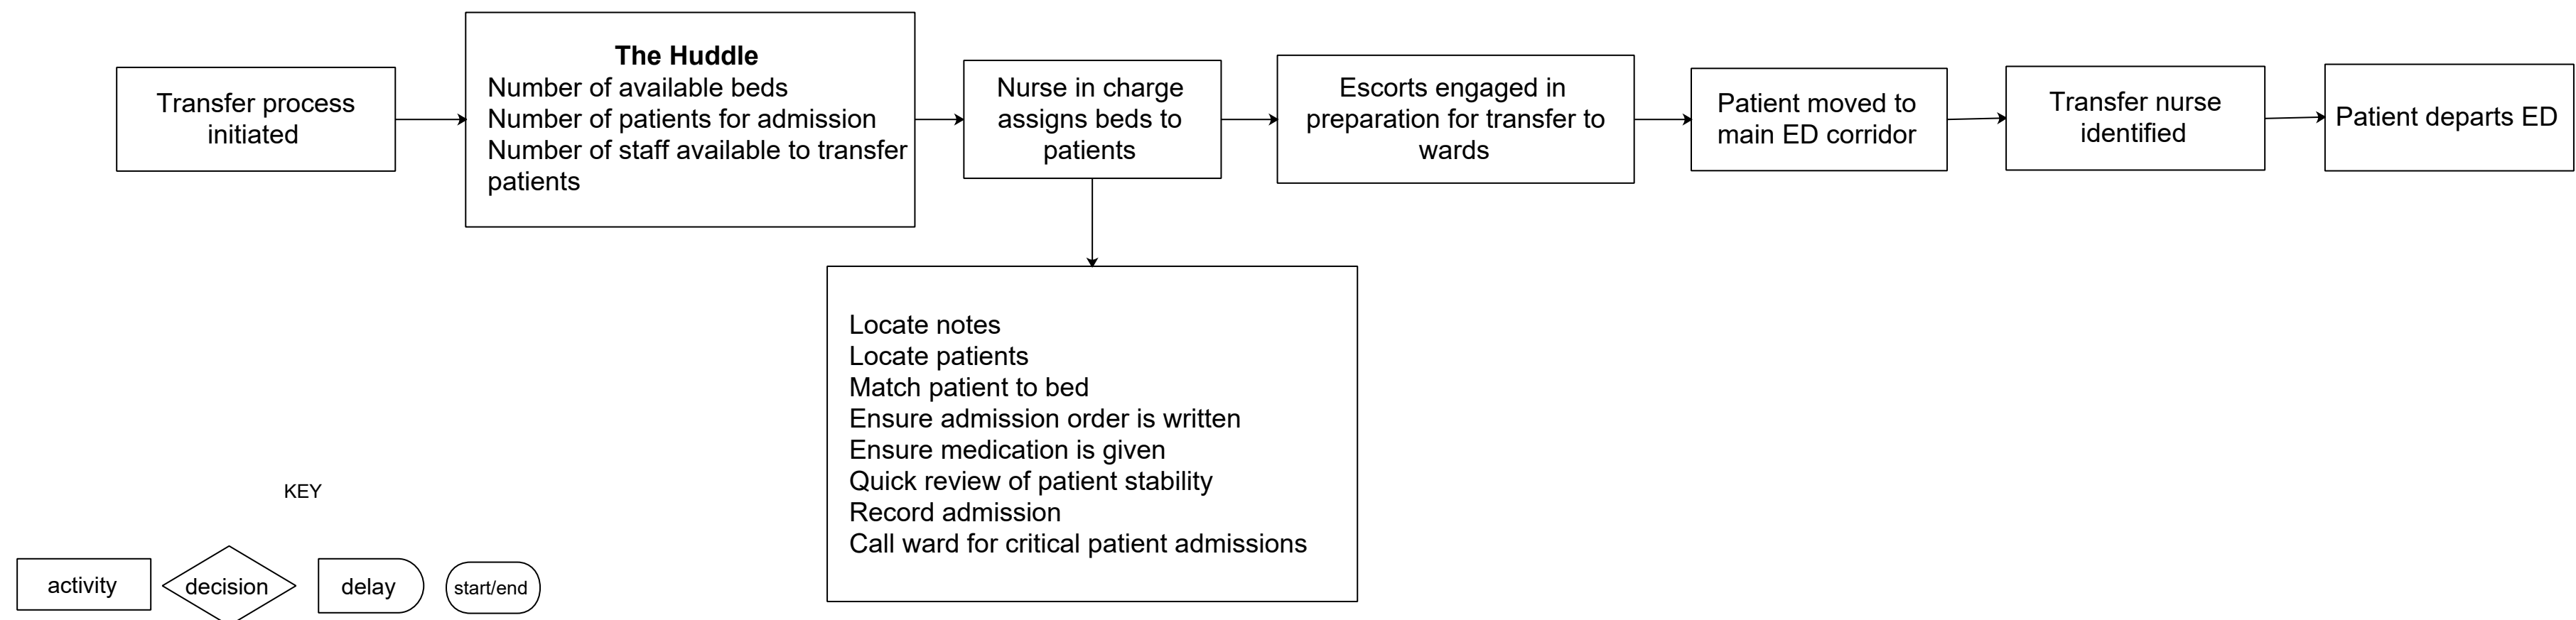 Transfer process
initiated
The Huddle
Number of available beds
Number of patients for admission
Number of staff available to transfer
patients
Nurse in charge
assigns beds to
patients
Escorts engaged in
preparation for transfer to
wards
Patient moved to
main ED corridor
Transfer nurse
identified
Patient departs ED
Locate notes
Locate patients
Match patient to bed
Ensure admission order is written
Ensure medication is given
Quick review of patient stability
Record admission
Call ward for critical patient admissions
KEY
activity
decision
delay
start/end